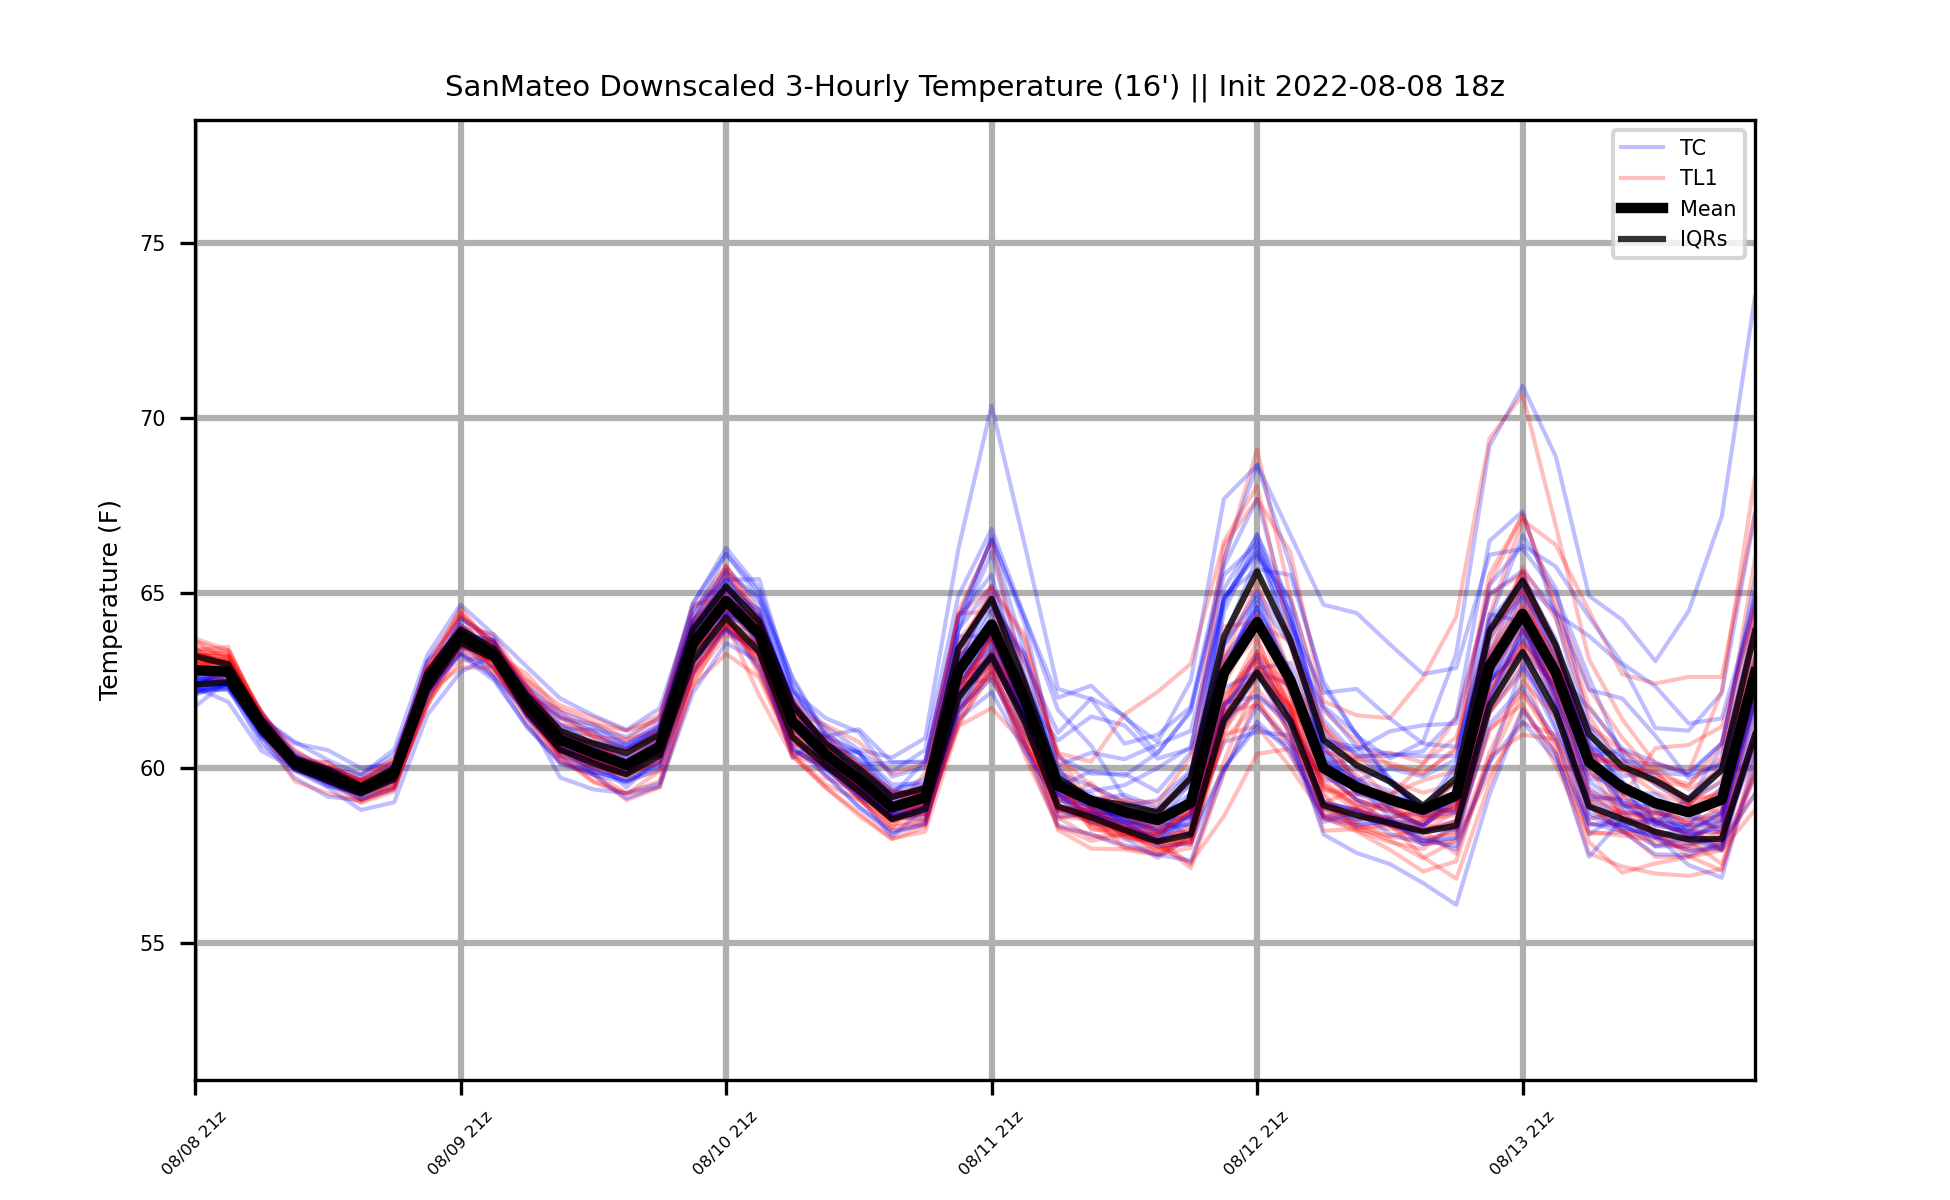 SanMateo Downscaled 3-Hourly Temperature (16') || Init 2022-08-08 18z
TC
TL1
Mean
IQRs
Temperature (F)
75
70
65
60
55
08/08 21z
08/09 21z
08/10 21z
08/11 21z
08/12 21z
08/13 21z